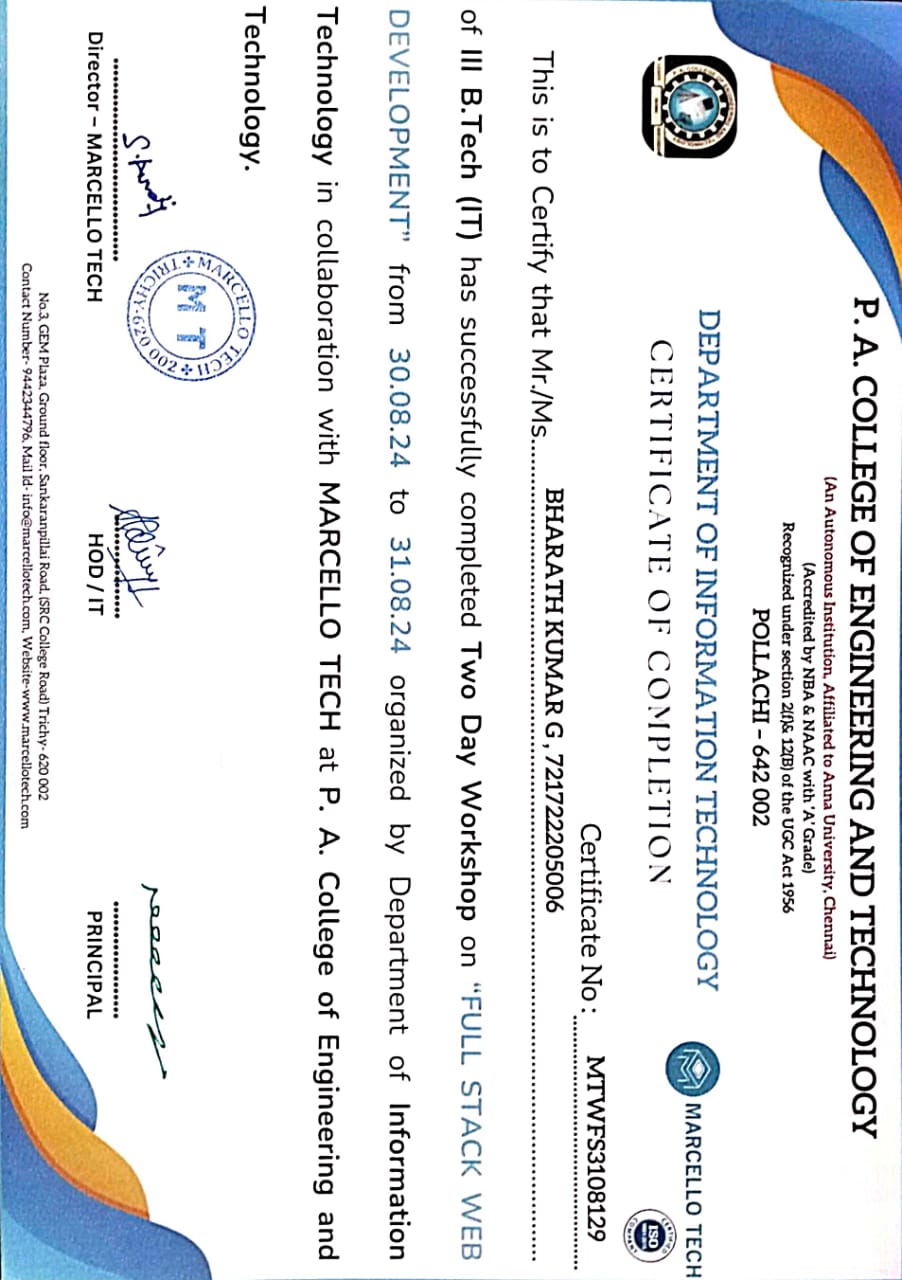 P. A. COLLEGE OF ENGINEERING AND TECHNOLOGY
(An Autonomous Institution, Affiliated to Anna University, Chennai)
(Accredited by NBA & NAAC with 'A' Grade)
Recognized under section 2(f)& 12(B) of the UGC Act 1956
POLLACHI - 642 002
DEPARTMENT OF INFORMATION TECHNOLOGY
MARCELLO TECH
CERTIFICATE OF COMPLETION
CERTIFIED
ISO
COMPANY
Certificate No : MTWFS3108129
This is to Certify that Mr./Ms. BHARATH KUMAR G , 721722205006
of III B.Tech (IT) has successfully completed Two Day Workshop on “FULL STACK WEB
DEVELOPMENT” from 30.08.24 to 31.08.24 organized by Department of Information
Technology in collaboration with MARCELLO TECH at P. A. College of Engineering and
Technology.
MARCELLO TECH
M T
TRICHY-620 002
Director – MARCELLO TECH
HOD / IT
PRINCIPAL
No.3, GEM Plaza, Ground floor, Sankaranpillai Road, (SRC College Road) Trichy- 620 002
Contact Number- 9442344796, Mail Id- info@marcellotech.com, Website-www.marcellotech.com